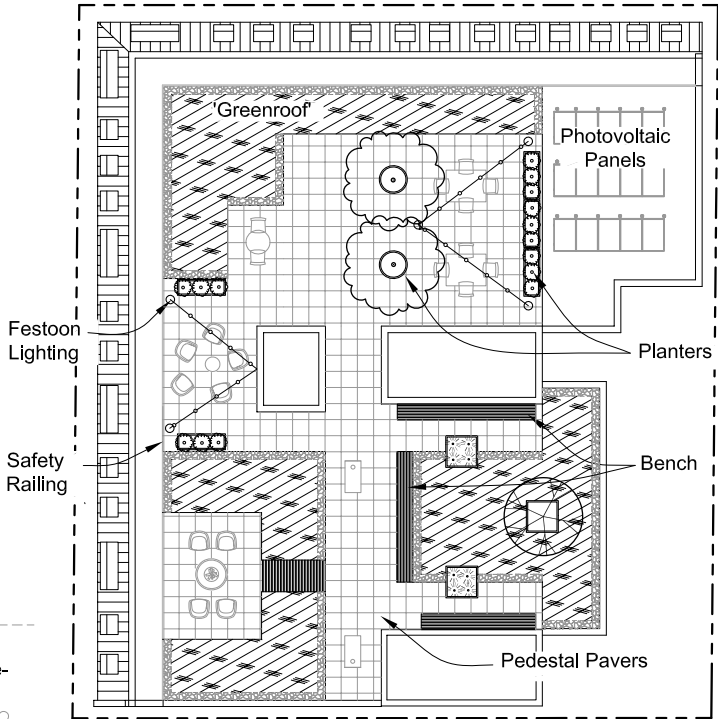 'Greenroof'
Photovoltaic
Panels
Festoon
Lighting
Planters
Safety
Railing
Bench
Pedestal Pavers